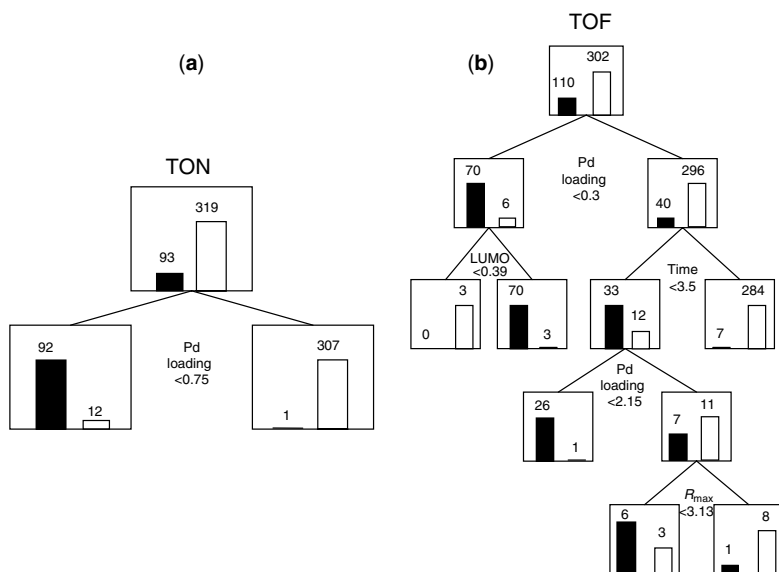 (a)
TON
93 319
92 12
Pd
loading
<0.75
1 307
(b)
TOF
110 302
70 6
Pd
loading
<0.3
40 296
LUMO
<0.39
0 3
70 3
Time
<3.5
33 12
7 284
Pd
loading
<2.15
26 1
7 11
Rmax
<3.13
6 3
1 8